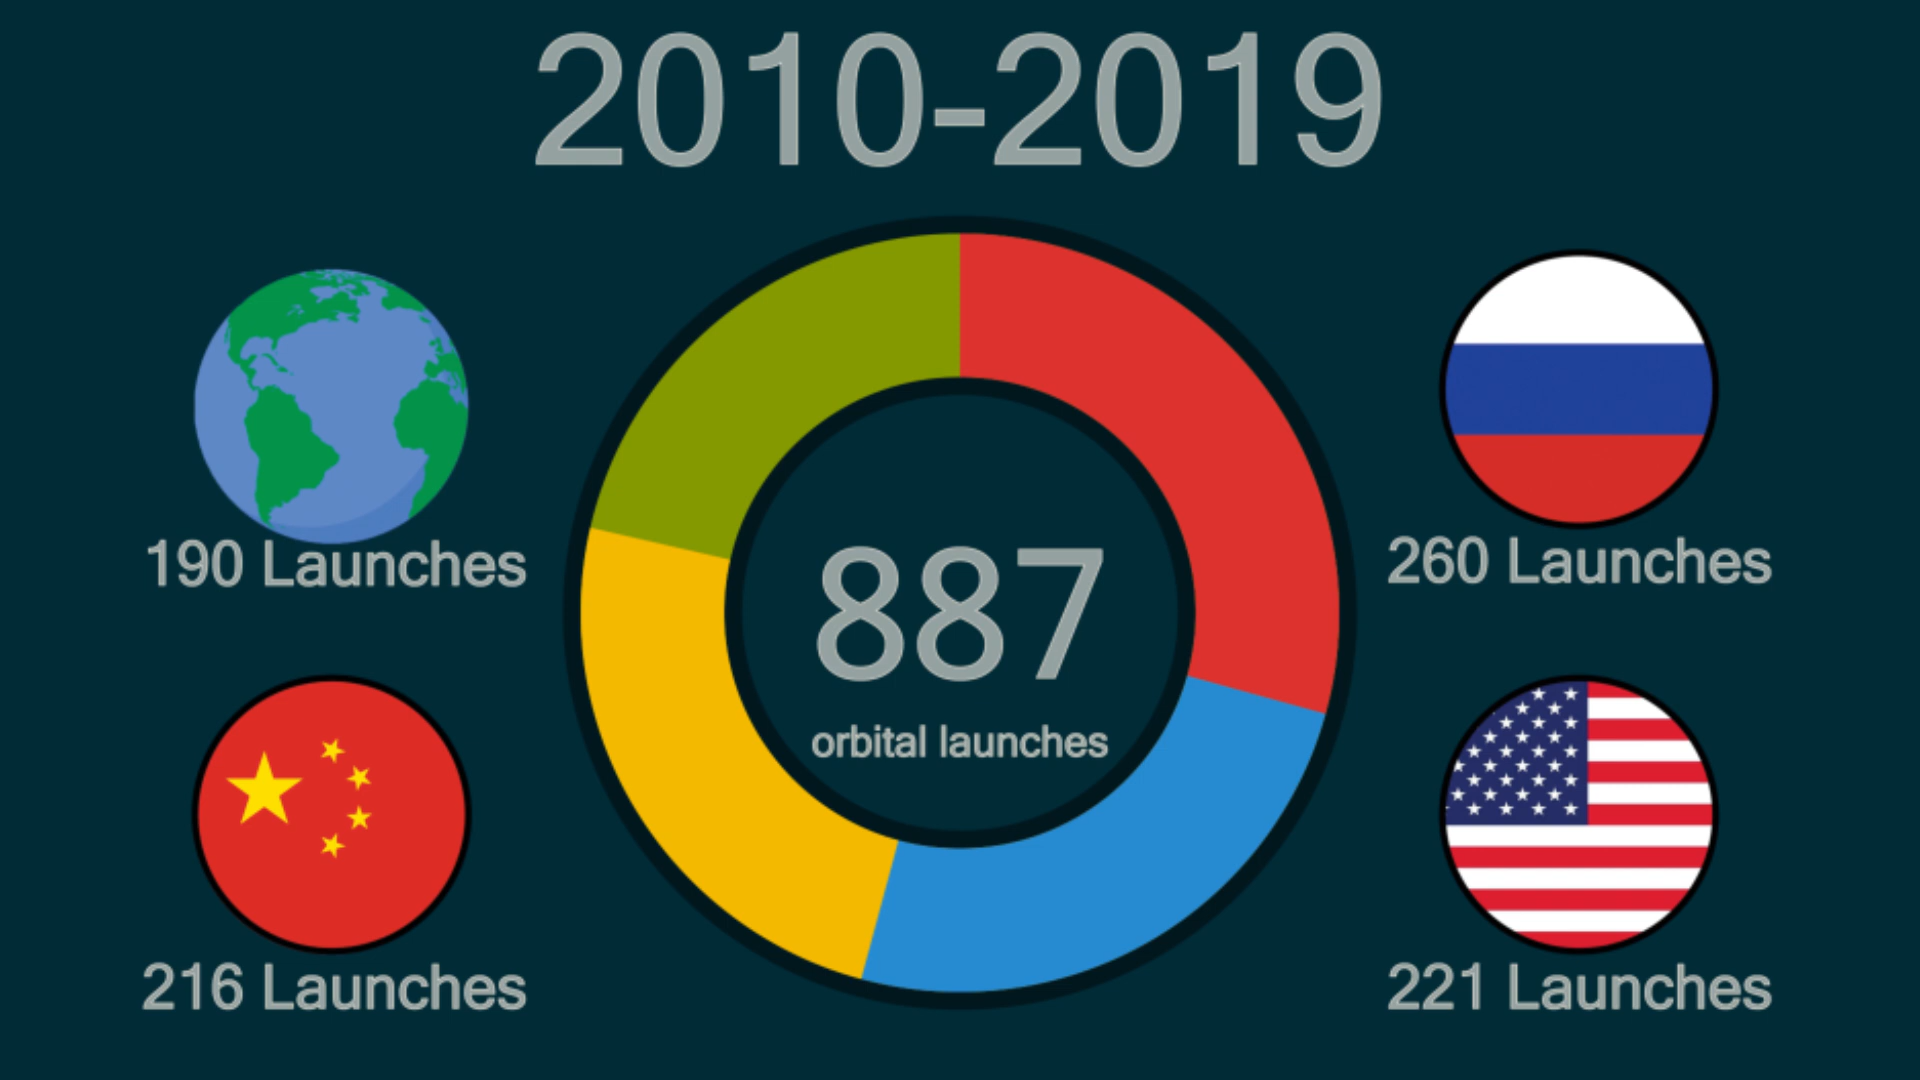 2010-2019
190 Launches
260 Launches
887
orbital launches
216 Launches
221 Launches